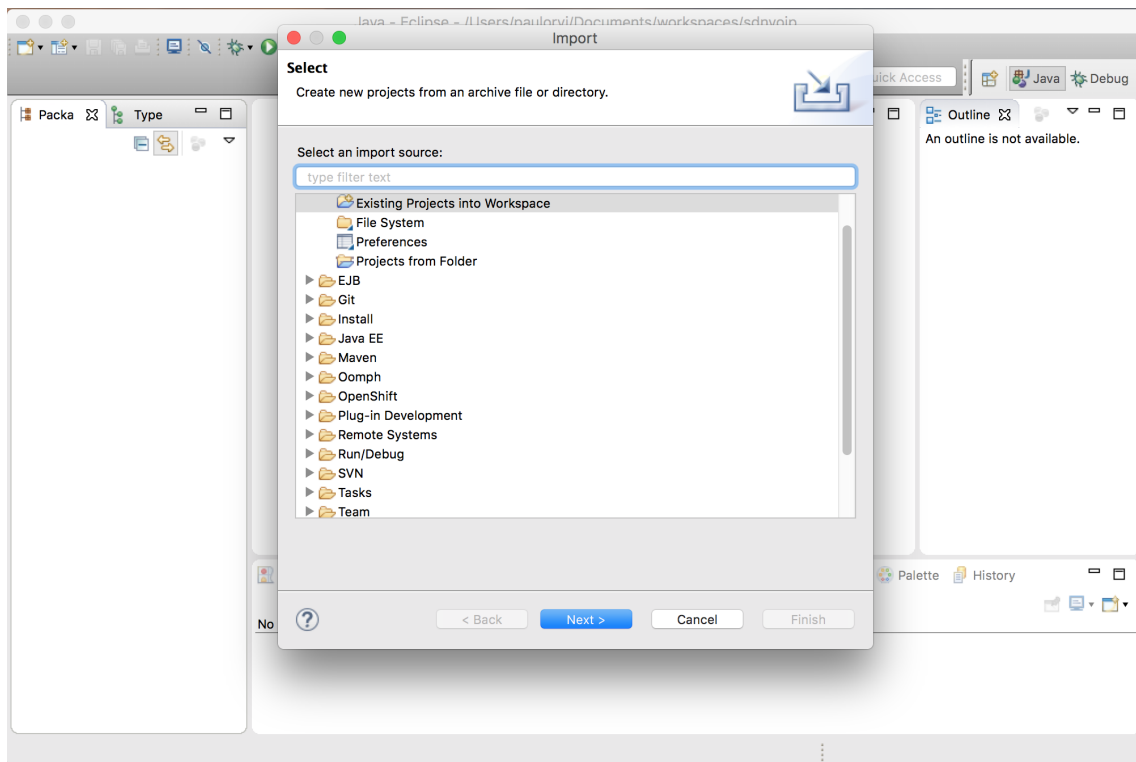 Java - Eclipse - /Users/paulorvi/Documents/workspaces/sdnvoip
Import
Select
Create new projects from an archive file or directory.
Quick Access
Java
Debug
Packa
Type
Outline
An outline is not available.
Select an import source:
type filter text
Existing Projects into Workspace
File System
Preferences
Projects from Folder
EJB
Git
Install
Java EE
Maven
Oomph
OpenShift
Plug-in Development
Remote Systems
Run/Debug
SVN
Tasks
Team
Palette
History
No
? < Back Next > Cancel Finish